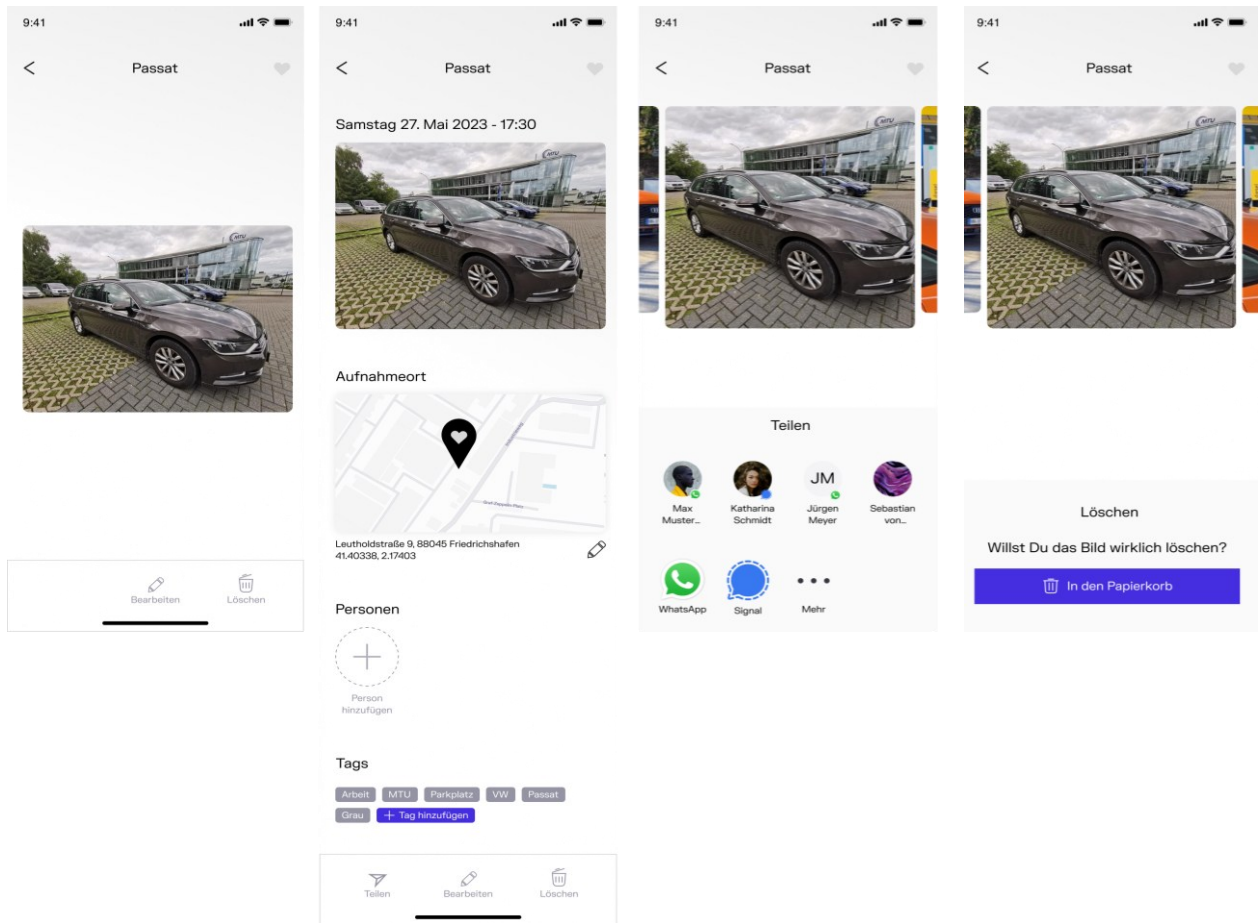 9:41
Passat
Bearbeiten
Löschen
9:41
Passat
Samstag 27. Mai 2023 - 17:30
MTU
Aufnahmeort
Leutholdstraße 9, 88045 Friedrichshafen
41.40338, 2.17403
Personen
Person
hinzufügen
Tags
Arbeit MTU Parkplatz VW Passat
Grau + Tag hinzufügen
Teilen
Bearbeiten
Löschen
9:41
Passat
MTU
Teilen
Max
Muster...
Katharina
Schmidt
JM
Jürgen
Meyer
Sebastian
von...
WhatsApp
Signal
Mehr
9:41
Passat
MTU
Löschen
Willst Du das Bild wirklich löschen?
In den Papierkorb